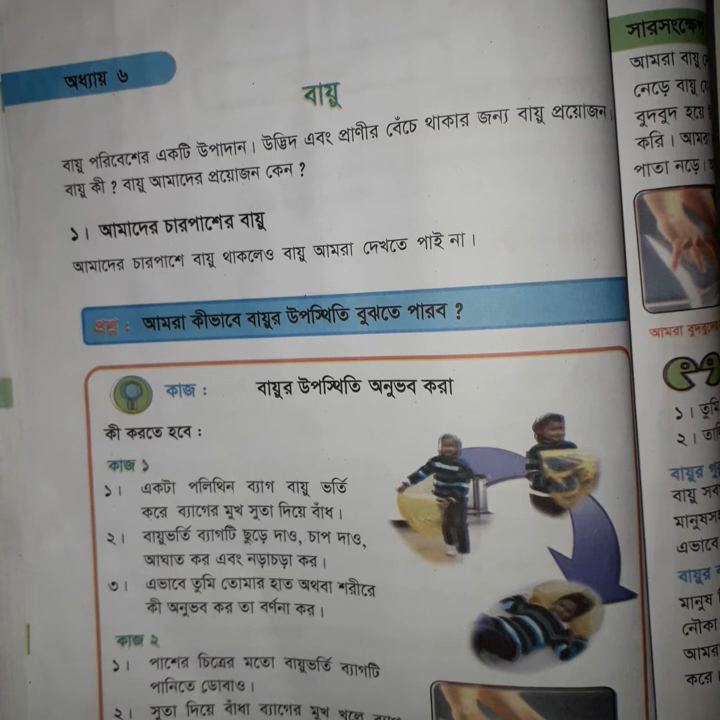 অধ্যায় ৬
বায়ু
বায়ু পরিবেশের একটি উপাদান। উদ্ভিদ এবং প্রাণীর বেঁচে থাকার জন্য বায়ু প্রয়োজন।
বায়ু কী ? বায়ু আমাদের প্রয়োজন কেন ?
১। আমাদের চারপাশের বায়ু
আমাদের চারপাশে বায়ু থাকলেও বায়ু আমরা দেখতে পাই না।
প্রশ্ন : আমরা কীভাবে বায়ুর উপস্থিতি বুঝতে পারব ?
কাজ : বায়ুর উপস্থিতি অনুভব করা
কী করতে হবে :
কাজ ১
১। একটা পলিথিন ব্যাগ বায়ু ভর্তি
করে ব্যাগের মুখ সুতা দিয়ে বাঁধ।
২। বায়ুভর্তি ব্যাগটি ছুড়ে দাও, চাপ দাও,
আঘাত কর এবং নড়াচড়া কর।
৩। এভাবে তুমি তোমার হাত অথবা শরীরে
কী অনুভব কর তা বর্ণনা কর।
কাজ ২
১। পাশের চিত্রের মতো বায়ুভর্তি ব্যাগটি
পানিতে ডোবাও।
২। সুতা দিয়ে বাঁধা ব্যাগের মুখ খুলে
সারসংক্ষেপ
আমরা বায়ু
নেড়ে বায়ু
বুদবুদ হয়ে
করি। আমরা
পাতা নড়ে।
আমরা
১। তুমি
২।
বায়ুর
বায়ু
এভাবে
বায়ুর
মানুষ
নৌকা
আমরা
করে।